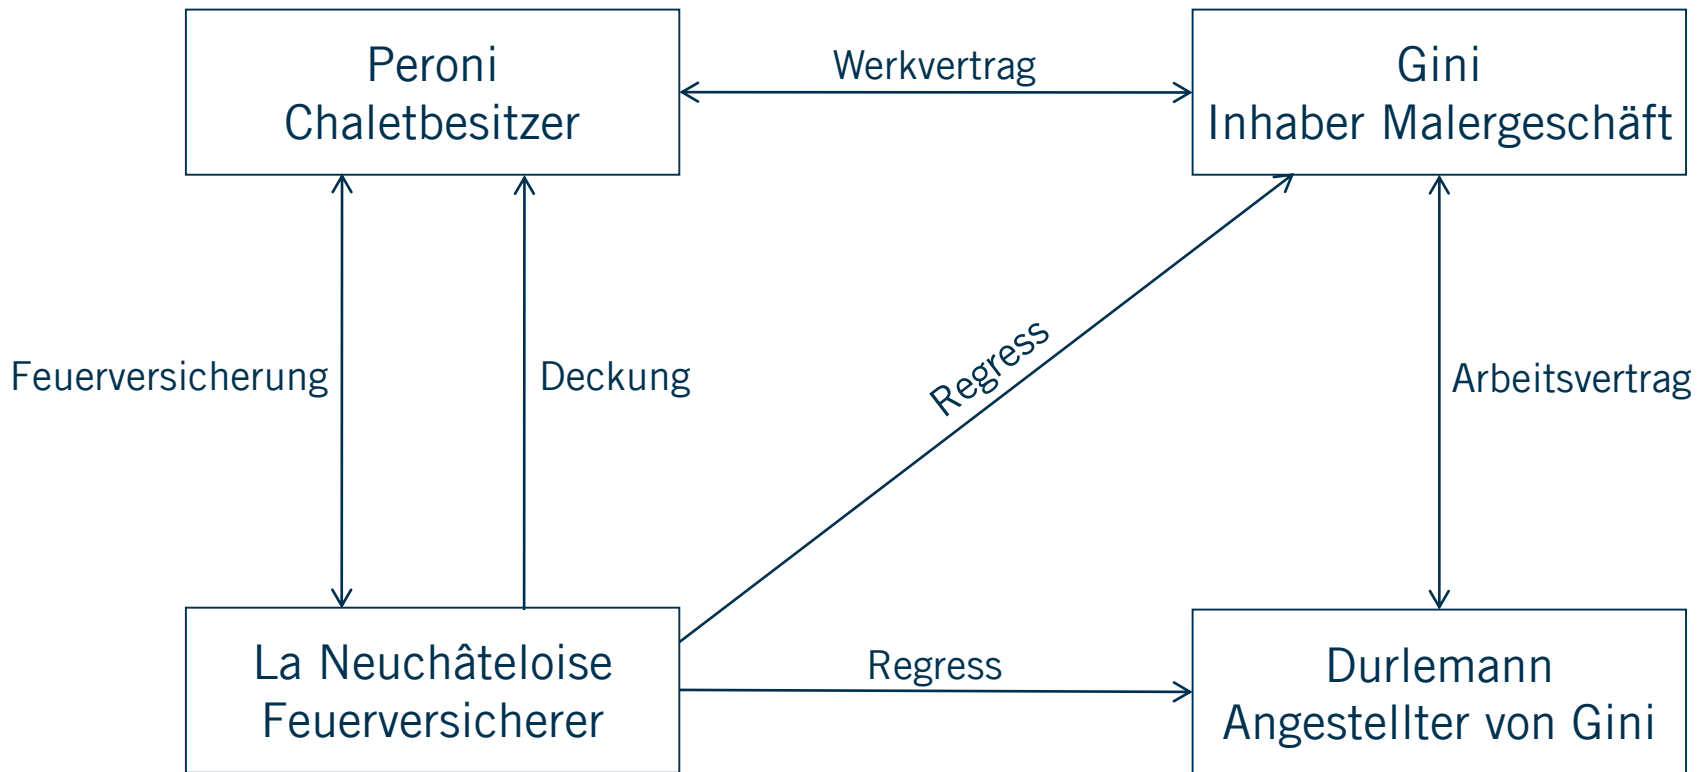 Peroni
Chaletbesitzer
Werkvertrag
Gini
Inhaber Malergeschäft
Feuerversicherung
Deckung
Regress
Arbeitsvertrag
La Neuchâteloise
Feuerversicherer
Regress
Durlemann
Angestellter von Gini